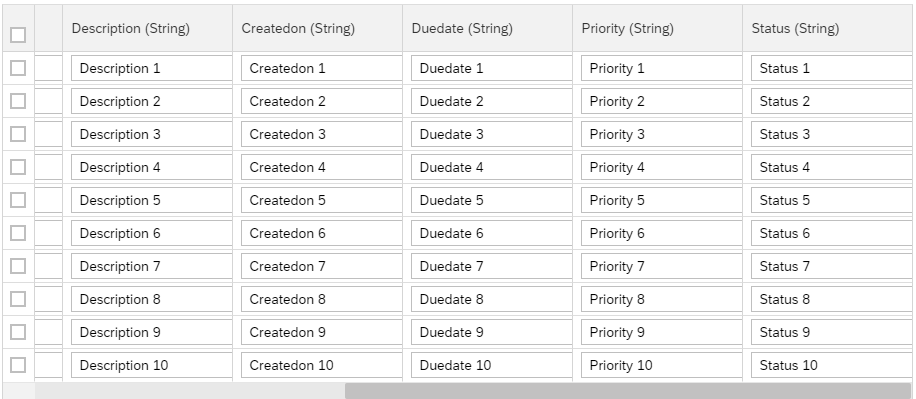 Description (String) Createdon (String) Duedate (String) Priority (String) Status (String)
Description 1 Createdon 1 Duedate 1 Priority 1 Status 1
Description 2 Createdon 2 Duedate 2 Priority 2 Status 2
Description 3 Createdon 3 Duedate 3 Priority 3 Status 3
Description 4 Createdon 4 Duedate 4 Priority 4 Status 4
Description 5 Createdon 5 Duedate 5 Priority 5 Status 5
Description 6 Createdon 6 Duedate 6 Priority 6 Status 6
Description 7 Createdon 7 Duedate 7 Priority 7 Status 7
Description 8 Createdon 8 Duedate 8 Priority 8 Status 8
Description 9 Createdon 9 Duedate 9 Priority 9 Status 9
Description 10 Createdon 10 Duedate 10 Priority 10 Status 10